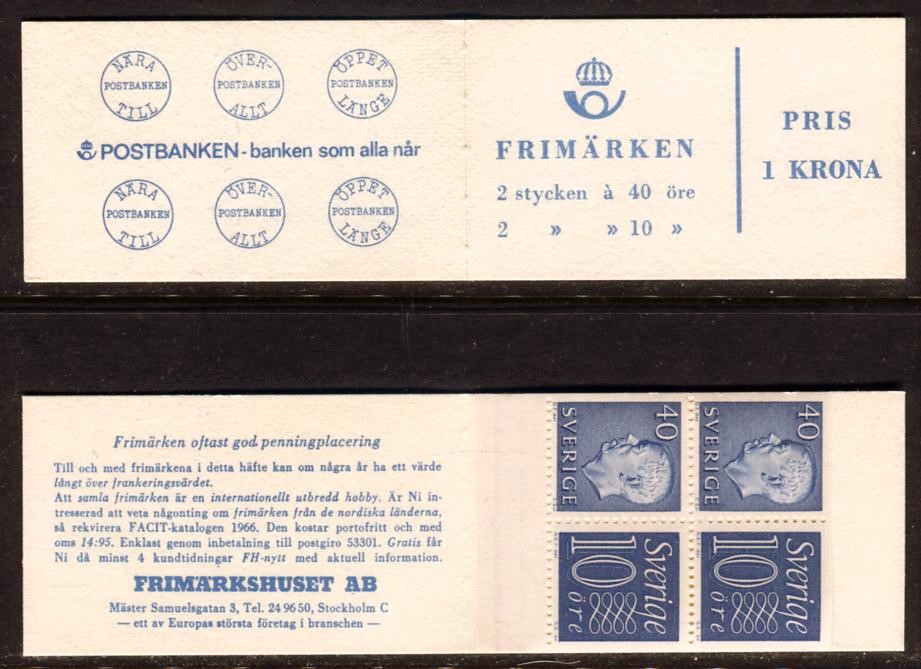 NÄRA
POSTBANKEN
TILL
ÖVER-
POSTBANKEN
ALLT
ÖPPET
POSTBANKEN
LÄNGE
POSTBANKEN - banken som alla når
NÄRA
POSTBANKEN
TILL
ÖVER-
POSTBANKEN
ALLT
ÖPPET
POSTBANKEN
LÄNGE
FRIMÄRKEN
2 stycken à 40 öre
2 » » 10 »
PRIS
1 KRONA
Frimärken oftast god penningplacering
Till och med frimärkena i detta häfte kan om några år ha ett värde
långt över frankeringsvärdet.
Att samla frimärken är en internationellt utbredd hobby. Är Ni in-
tresserad att veta någonting om frimärken från de nordiska länderna,
så rekvirera FACIT-katalogen 1966. Den kostar portofritt och med
oms 14:95. Enklast genom inbetalning till postgiro 53301. Gratis får
Ni då minst 4 kundtidningar FH-nytt med aktuell information.
FRIMÄRKSHUSET AB
Mäster Samuelsgatan 3, Tel. 24 96 50, Stockholm C
— ett av Europas största företag i branschen —
40
SVERIGE
40
SVERIGE
Sverige
10
öre
Sverige
10
öre